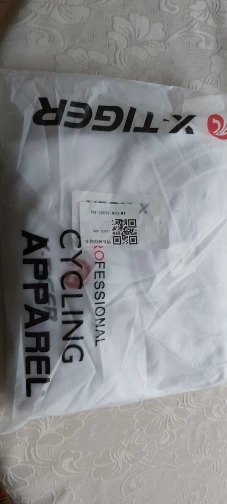 X-TIGER
PROFESSIONAL
CYCLING
APPAREL